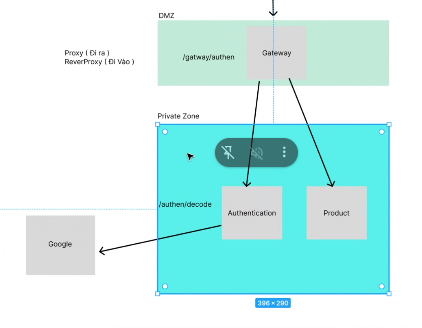 DMZ
Proxy ( Đi ra )
ReverProxy ( Đi Vào )
/gatway/authen
Gateway
Private Zone
/authen/decode
Authentication
Product
Google
396 × 290